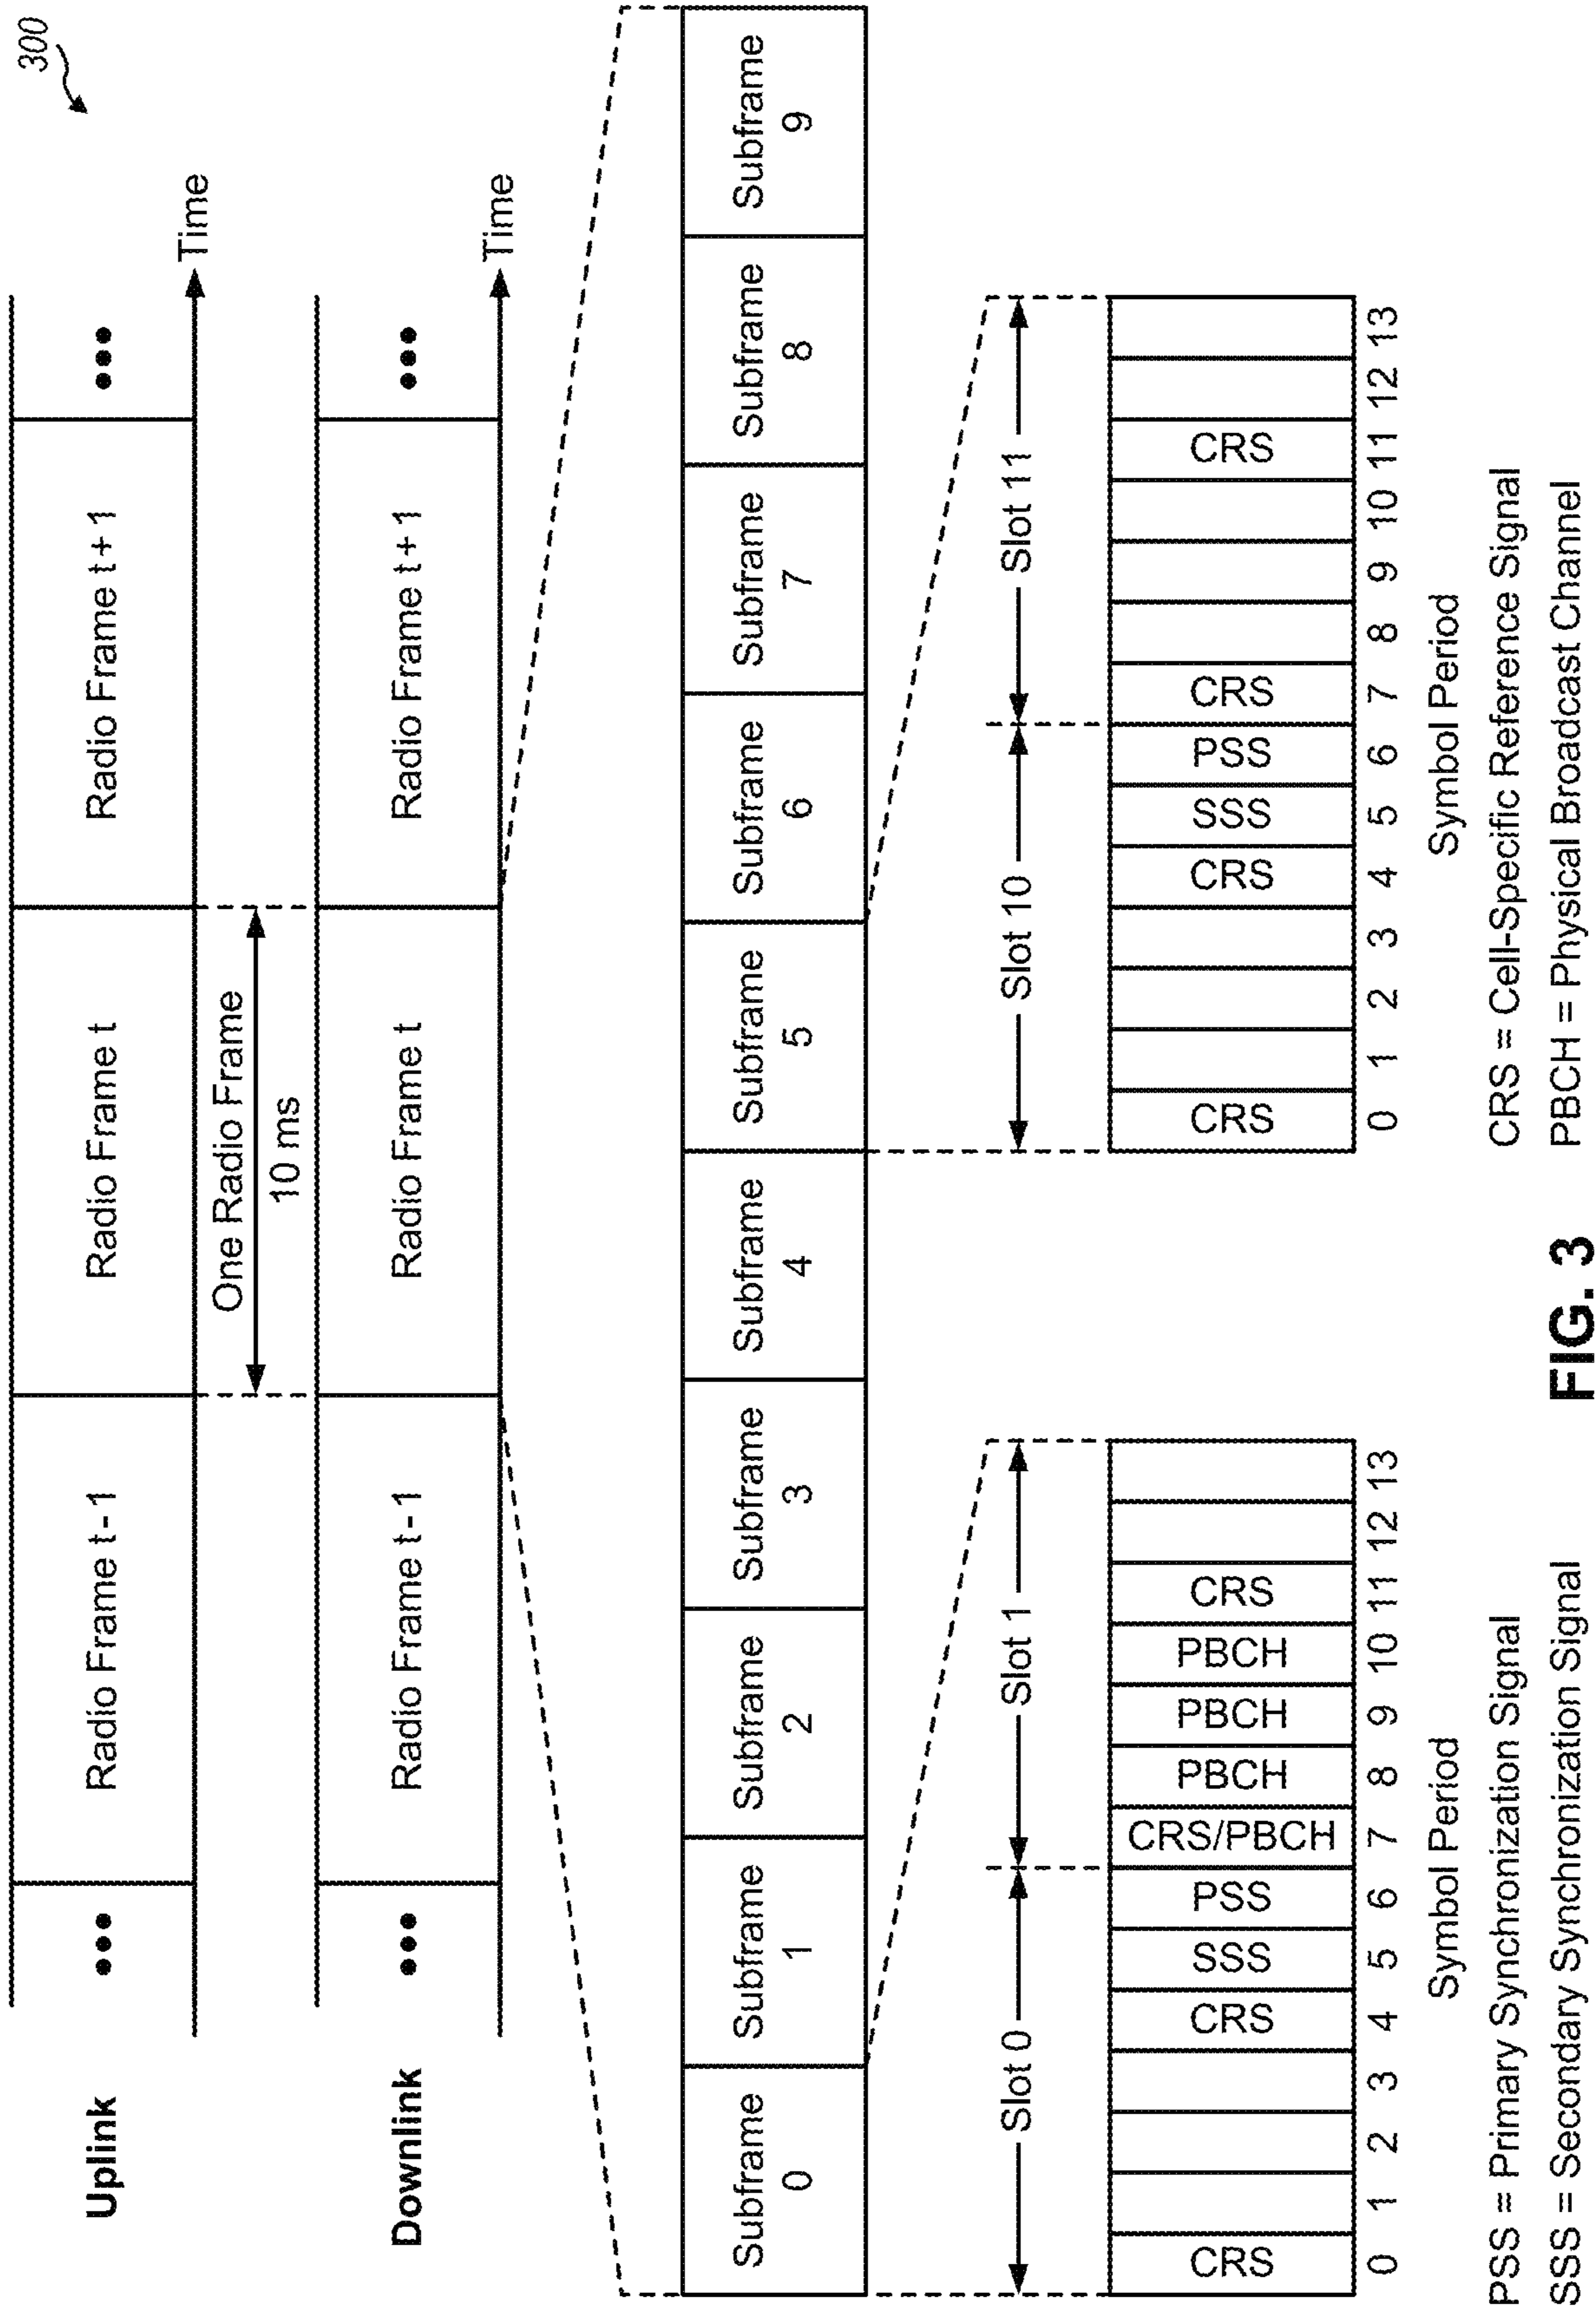 300
Uplink
••• Radio Frame t - 1 Radio Frame t Radio Frame t + 1 •••
Time
One Radio Frame
10 ms
Downlink
••• Radio Frame t - 1 Radio Frame t Radio Frame t + 1 •••
Time
Subframe 0 Subframe 1 Subframe 2 Subframe 3 Subframe 4 Subframe 5 Subframe 6 Subframe 7 Subframe 8 Subframe 9
Slot 0 Slot 1
CRS CRS SSS PSS CRS/PBCH PBCH PBCH PBCH CRS
0 1 2 3 4 5 6 7 8 9 10 11 12 13
Symbol Period
Slot 10 Slot 11
CRS CRS SSS PSS CRS CRS
0 1 2 3 4 5 6 7 8 9 10 11 12 13
Symbol Period
PSS = Primary Synchronization Signal
SSS = Secondary Synchronization Signal
CRS = Cell-Specific Reference Signal
PBCH = Physical Broadcast Channel
FIG. 3